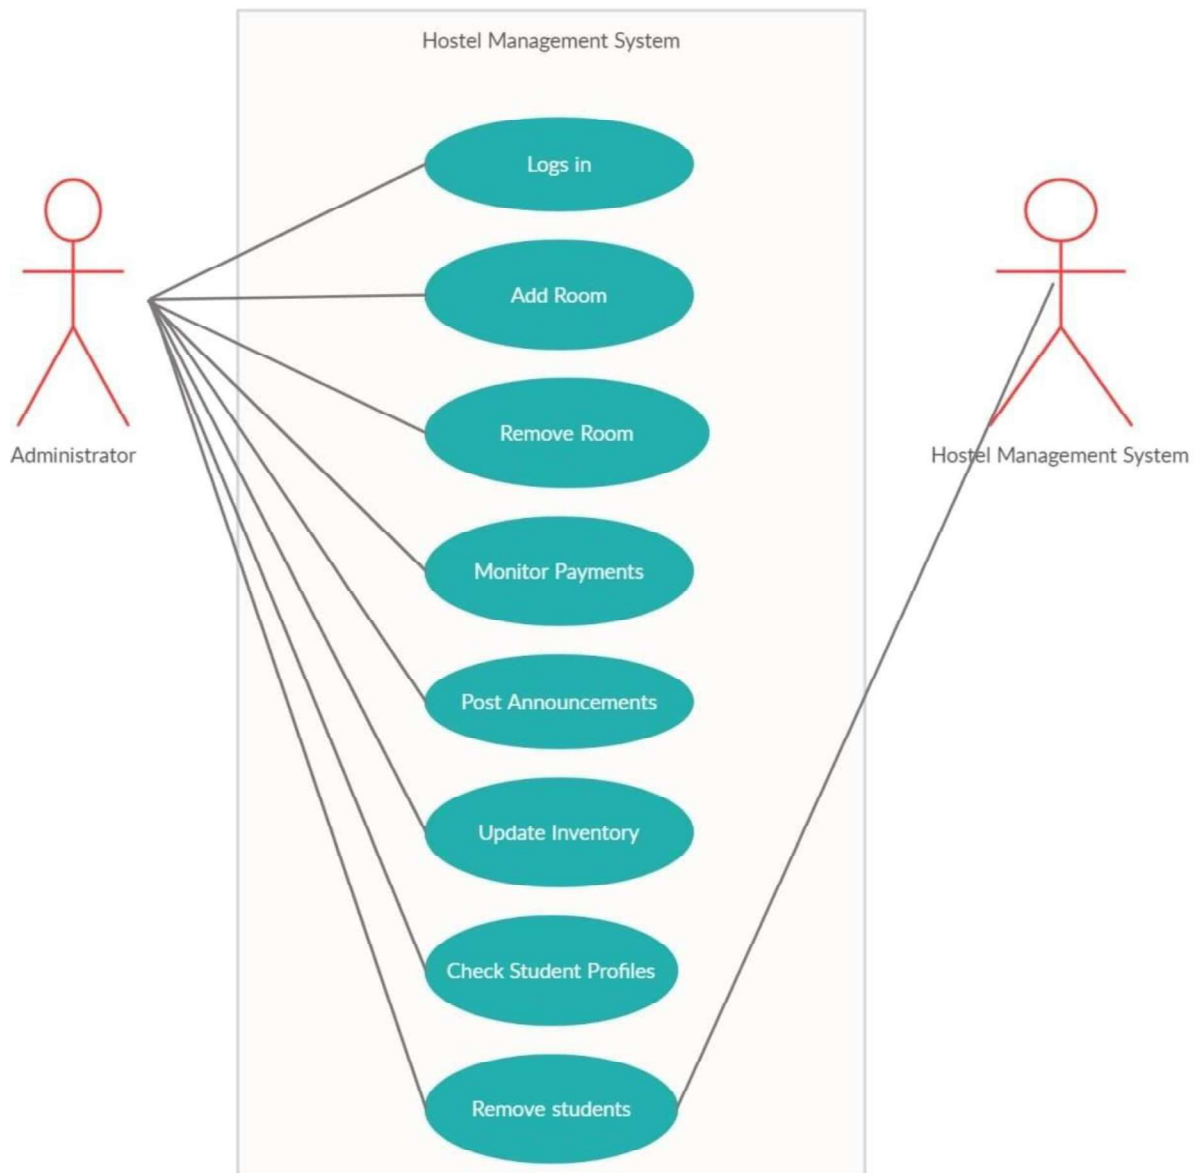 Hostel Management System
Logs in
Add Room
Remove Room
Administrator
Hostel Management System
Monitor Payments
Post Announcements
Update Inventory
Check Student Profiles
Remove students